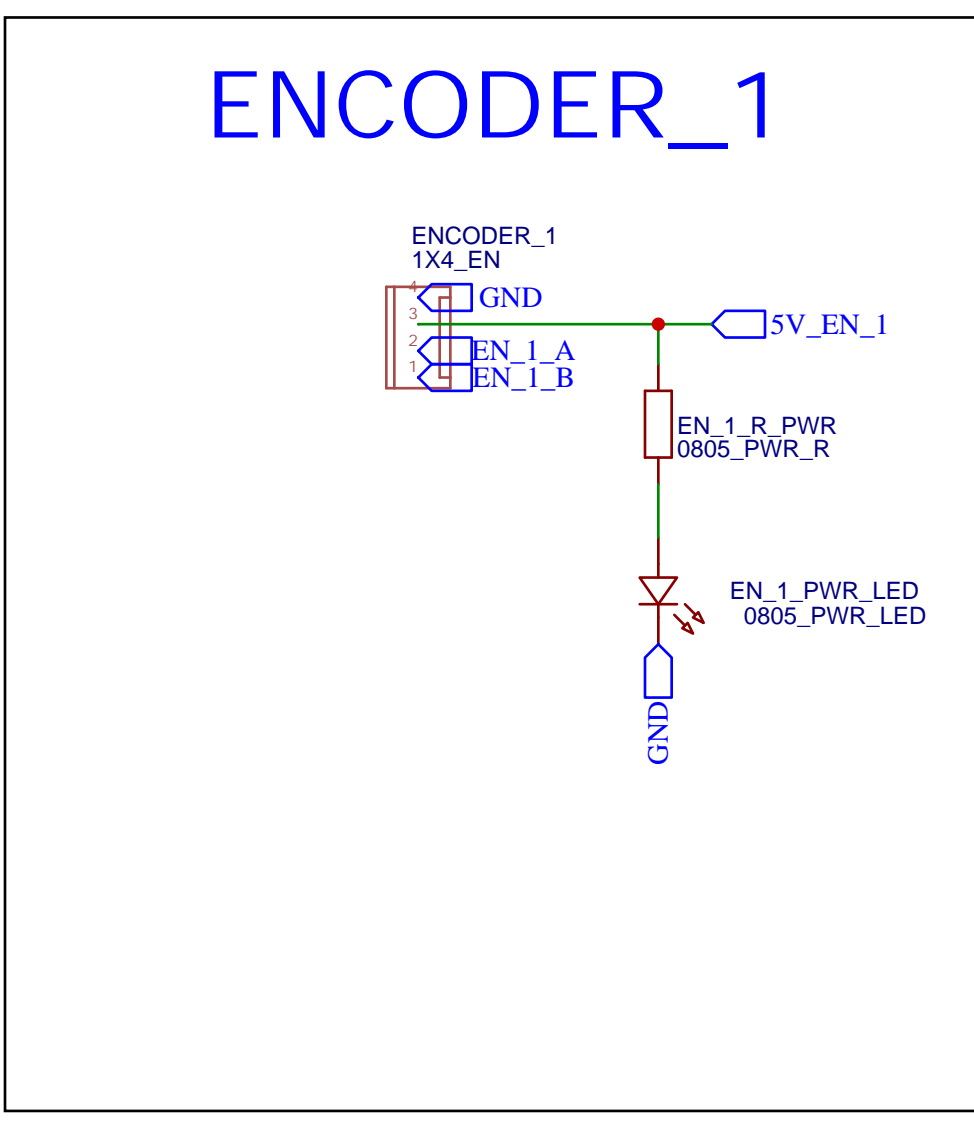 ENCODER_1
ENCODER_1
1X4_EN
4
GND
3
5V_EN_1
2
EN_1_A
1
EN_1_B
EN_1_R_PWR
0805_PWR_R
EN_1_PWR_LED
0805_PWR_LED
GND